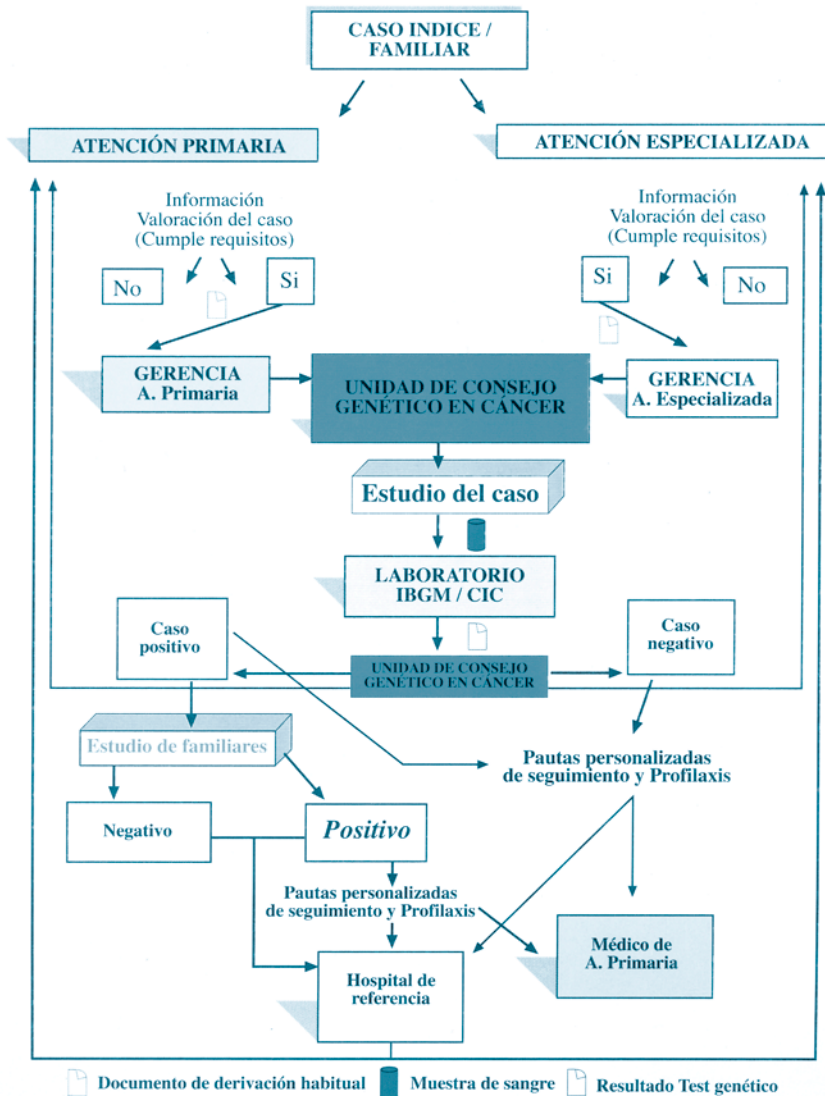 CASO INDICE /
FAMILIAR
ATENCIÓN PRIMARIA
ATENCIÓN ESPECIALIZADA
Información
Valoración del caso
(Cumple requisitos)
Información
Valoración del caso
(Cumple requisitos)
No
Si
Si
No
GERENCIA
A. Primaria
UNIDAD DE CONSEJO
GENÉTICO EN CÁNCER
GERENCIA
A. Especializada
Estudio del caso
LABORATORIO
IBGM / CIC
Caso
positivo
Caso
negativo
UNIDAD DE CONSEJO
GENÉTICO EN CÁNCER
Estudio de familiares
Pautas personalizadas
de seguimiento y Profilaxis
Negativo
Positivo
Pautas personalizadas
de seguimiento y Profilaxis
Hospital de
referencia
Médico de
A. Primaria
Documento de derivación habitual
Muestra de sangre
Resultado Test genético